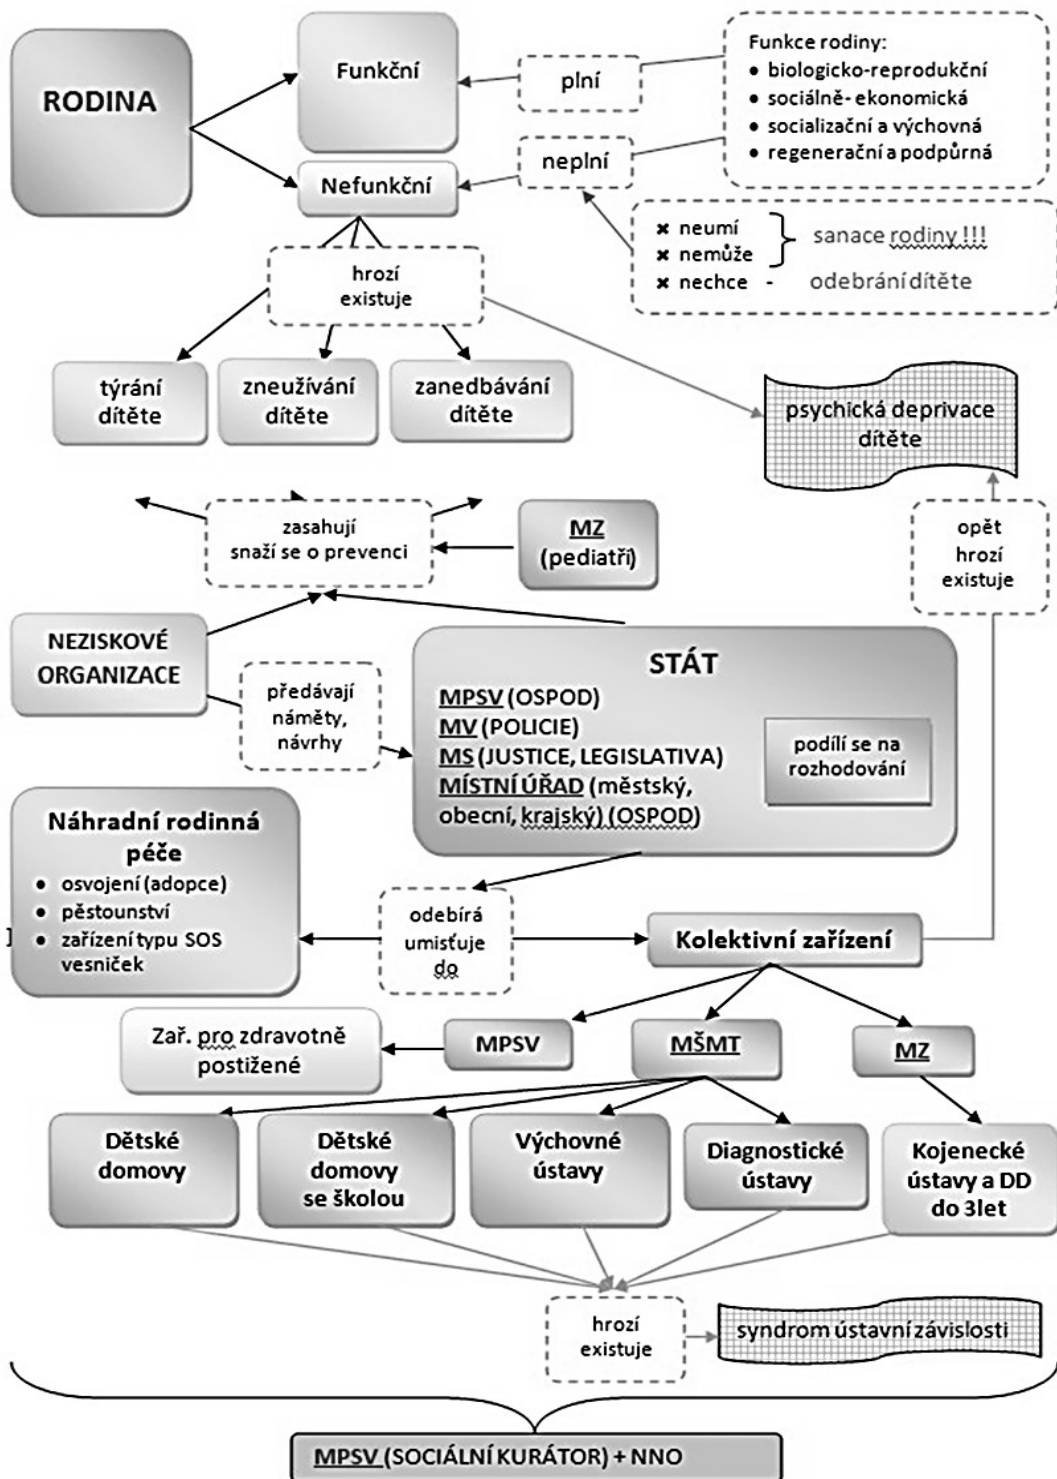 RODINA
Funkční
plní
Funkce rodiny:
• biologicko-reprodukční
• sociálně- ekonomická
• socializační a výchovná
• regenerační a podpůrná
Nefunkční
neplní
✖ neumí
✖ nemůže
sanace rodiny !!!
✖ nechce - odebrání dítěte
hrozí
existuje
týrání
dítěte
zneužívání
dítěte
zanedbávání
dítěte
psychická deprivace
dítěte
zasahují
snaží se o prevenci
MZ
(pediatři)
opět
hrozí
existuje
NEZISKOVÉ
ORGANIZACE
předávají
náměty,
návrhy
STÁT
MPSV (OSPOD)
MV (POLICIE)
MS (JUSTICE, LEGISLATIVA)
MÍSTNÍ ÚŘAD (městský,
obecní, krajský) (OSPOD)
podílí se na
rozhodování
Náhradní rodinná
péče
• osvojení (adopce)
• pěstounství
• zařízení typu SOS
vesniček
odebírá
umisťuje
do
Kolektivní zařízení
Zař. pro zdravotně
postižené
MPSV
MŠMT
MZ
Dětské
domovy
Dětské
domovy
se školou
Výchovné
ústavy
Diagnostické
ústavy
Kojenecké
ústavy a DD
do 3let
hrozí
existuje
syndrom ústavní závislosti
MPSV (SOCIÁLNÍ KURÁTOR) + NNO